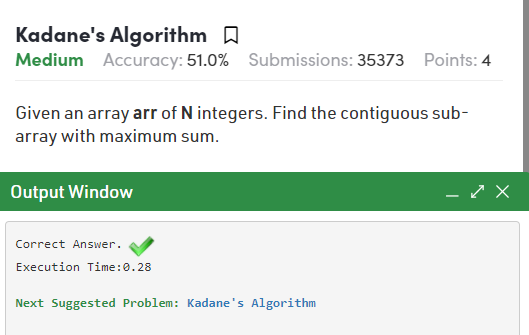 Kadane's Algorithm
Medium Accuracy: 51.0% Submissions: 35373 Points: 4
Given an array arr of N integers. Find the contiguous sub-
array with maximum sum.
Output Window
Correct Answer.
Execution Time:0.28
Next Suggested Problem: Kadane's Algorithm